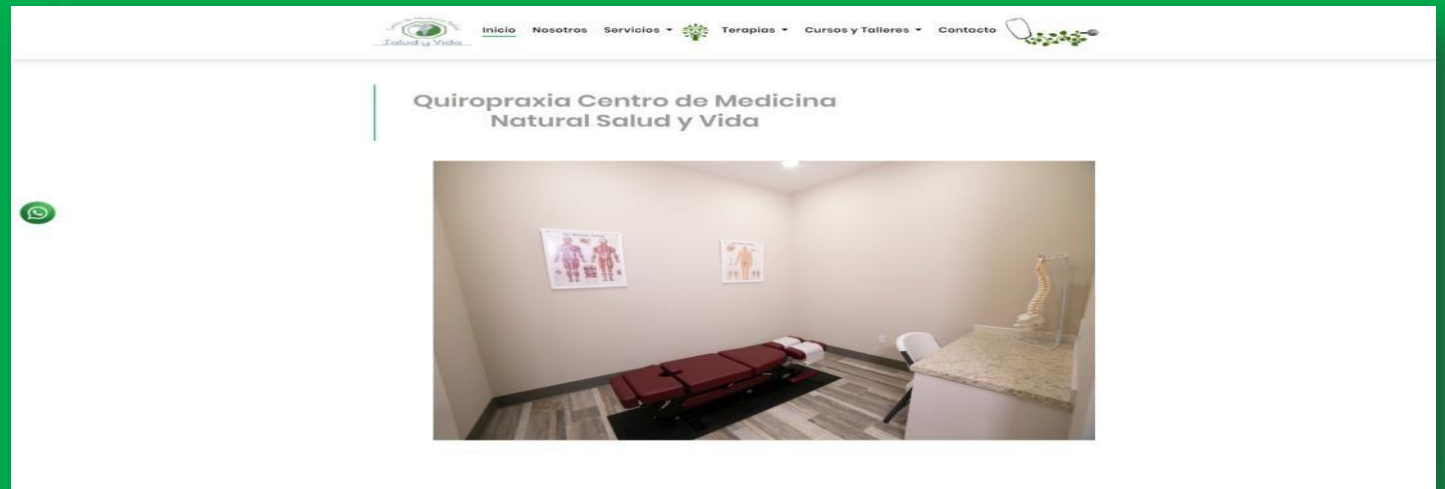 Salud y Vida
Inicio Nosotros Servicios Terapias Cursos y Talleres Contacto
Quiropraxia Centro de Medicina
Natural Salud y Vida